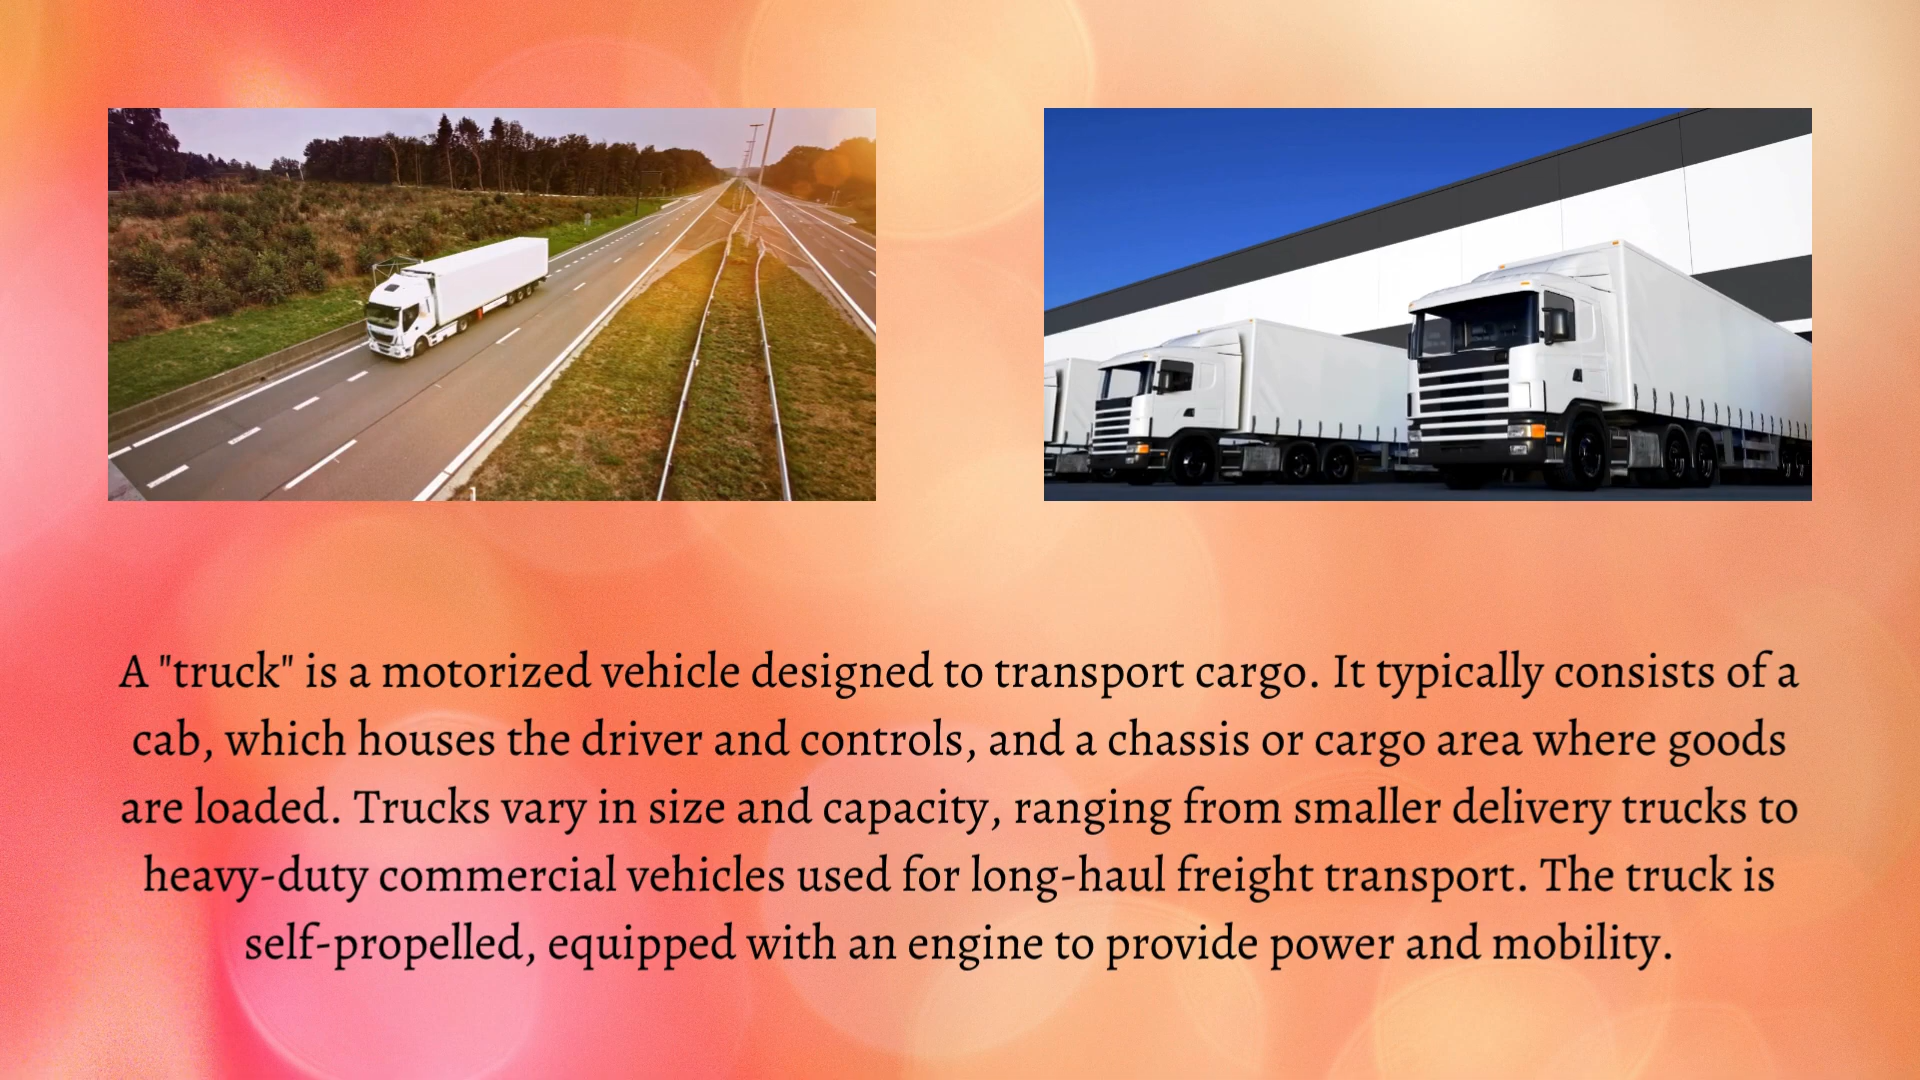 A "truck" is a motorized vehicle designed to transport cargo. It typically consists of a
cab, which houses the driver and controls, and a chassis or cargo area where goods
are loaded. Trucks vary in size and capacity, ranging from smaller delivery trucks to
heavy-duty commercial vehicles used for long-haul freight transport. The truck is
self-propelled, equipped with an engine to provide power and mobility.